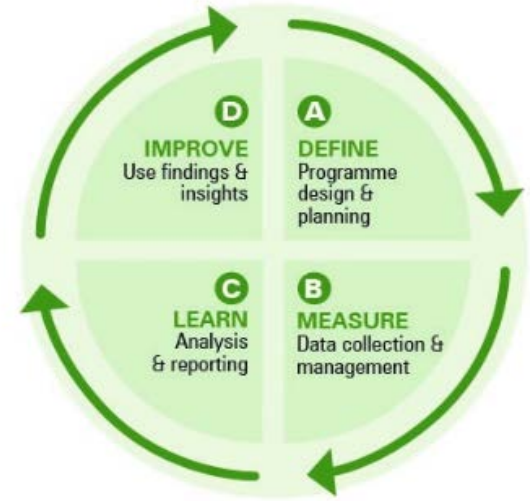 D
IMPROVE
Use findings &
insights
A
DEFINE
Programme
design &
planning
C
LEARN
Analysis
& reporting
B
MEASURE
Data collection &
management